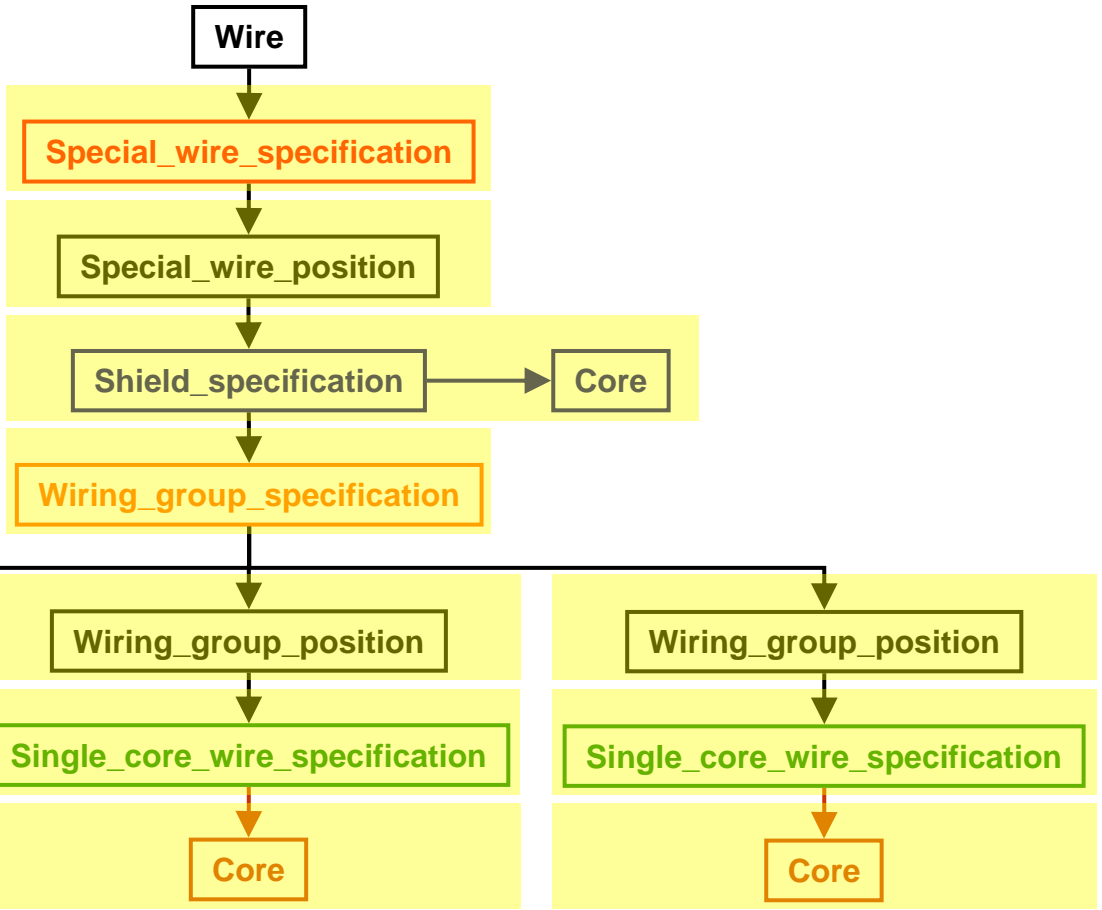 Wire
Special_wire_specification
Special_wire_position
Shield_specification
Core
Wiring_group_specification
Wiring_group_position
Wiring_group_position
Single_core_wire_specification
Single_core_wire_specification
Core
Core